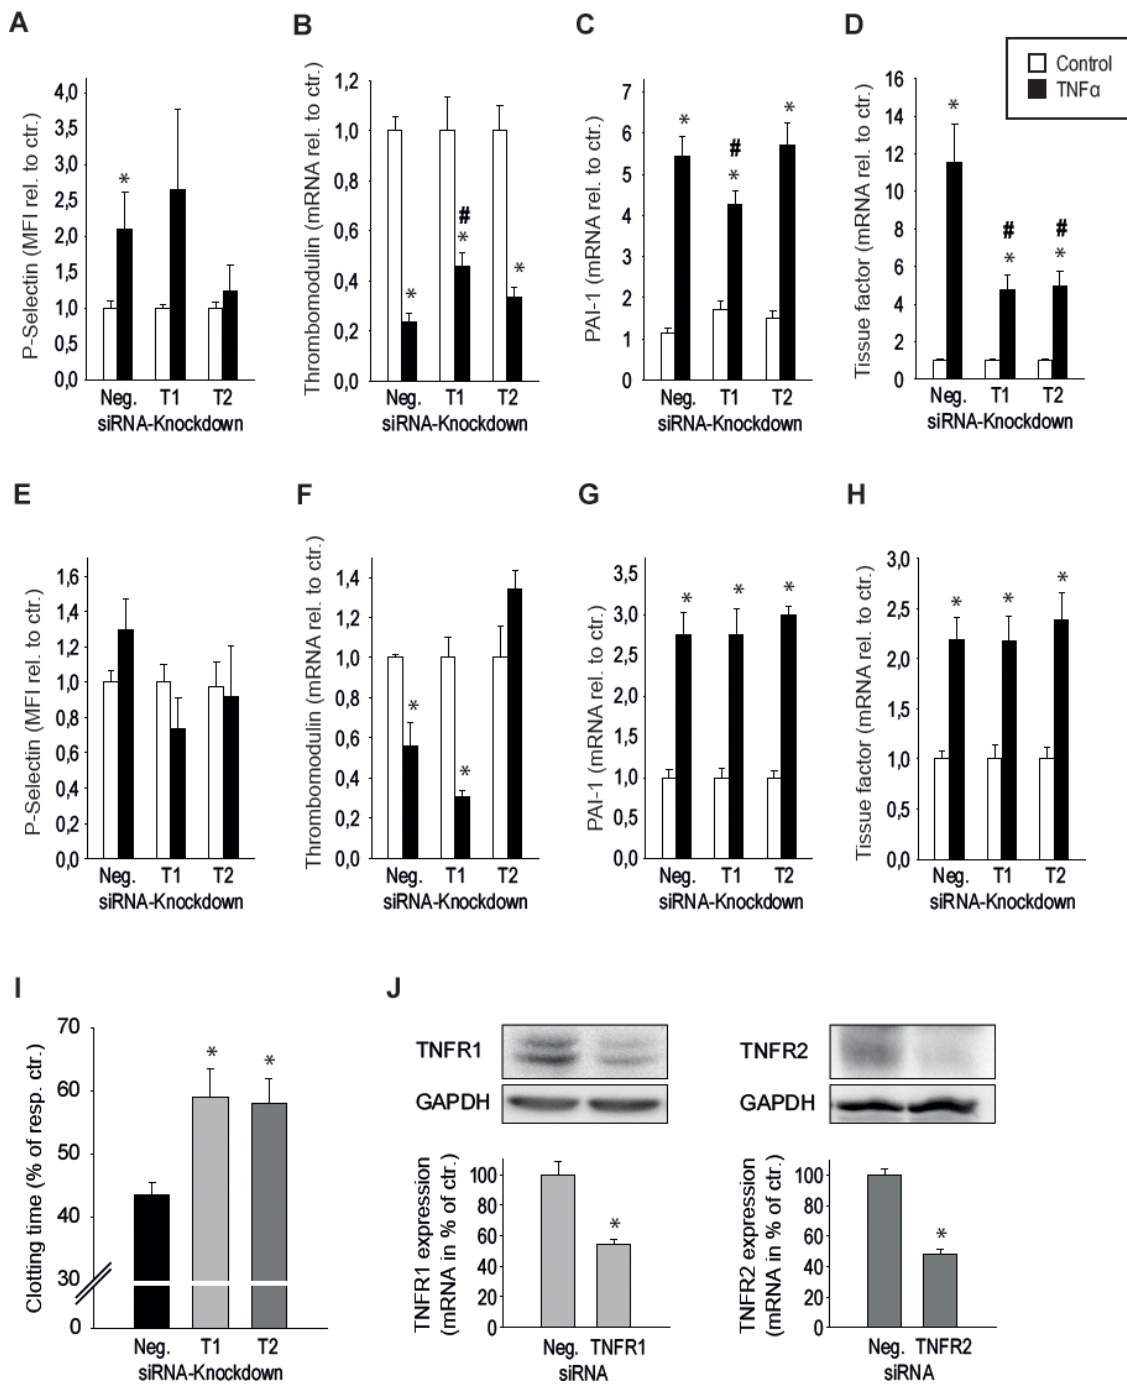 A
P-Selectin (MFI rel. to ctr.)
4,0
3,5
3,0
2,5
2,0
1,5
1,0
0,5
0,0
*
Neg. T1 T2
siRNA-Knockdown
B
Thrombomodulin (mRNA rel. to ctr.)
1,2
1,0
0,8
0,6
0,4
0,2
0,0
#
* * *
Neg. T1 T2
siRNA-Knockdown
C
PAI-1 (mRNA rel. to ctr.)
7
6
5
4
3
2
1
0
#
* * *
Neg. T1 T2
siRNA-Knockdown
D
Tissue factor (mRNA rel. to ctr.)
16
14
12
10
8
6
4
2
0
# #
* * *
Neg. T1 T2
siRNA-Knockdown
Control
TNFα
E
P-Selectin (MFI rel. to ctr.)
1,6
1,4
1,2
1,0
0,8
0,6
0,4
0,2
0,0
Neg. T1 T2
siRNA-Knockdown
F
Thrombomodulin (mRNA rel. to ctr.)
1,4
1,2
1,0
0,8
0,6
0,4
0,2
0,0
* *
Neg. T1 T2
siRNA-Knockdown
G
PAI-1 (mRNA rel. to ctr.)
3,5
3,0
2,5
2,0
1,5
1,0
0,5
0,0
* * *
Neg. T1 T2
siRNA-Knockdown
H
Tissue factor (mRNA rel. to ctr.)
3,0
2,5
2,0
1,5
1,0
0,5
0,0
* * *
Neg. T1 T2
siRNA-Knockdown
I
Clotting time (% of resp. ctr.)
70
60
50
40
30
0
* *
Neg. T1 T2
siRNA-Knockdown
J
TNFR1
GAPDH
TNFR1 expression
(mRNA in % of ctr.)
100
80
60
40
20
0
*
Neg. TNFR1
siRNA
TNFR2
GAPDH
TNFR2 expression
(mRNA in % of ctr.)
100
80
60
40
20
0
*
Neg. TNFR2
siRNA